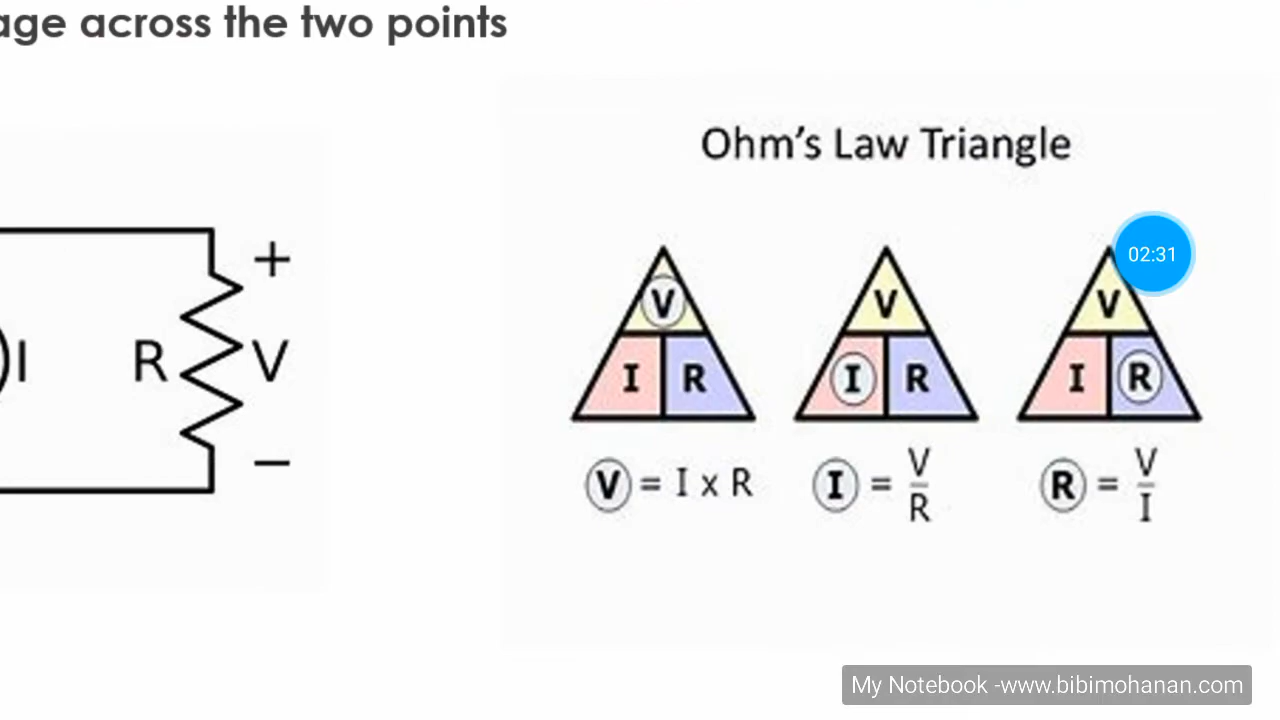 age across the two points
Ohm's Law Triangle
02:31
+
I R V
−
V V V
I R I R I R
V = I x R I = V/R R = V/I
My Notebook -www.bibimohanan.com